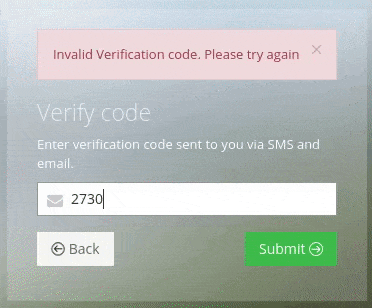 Invalid Verification code. Please try again ×
Verify code
Enter verification code sent to you via SMS and
email.
2730
Back
Submit